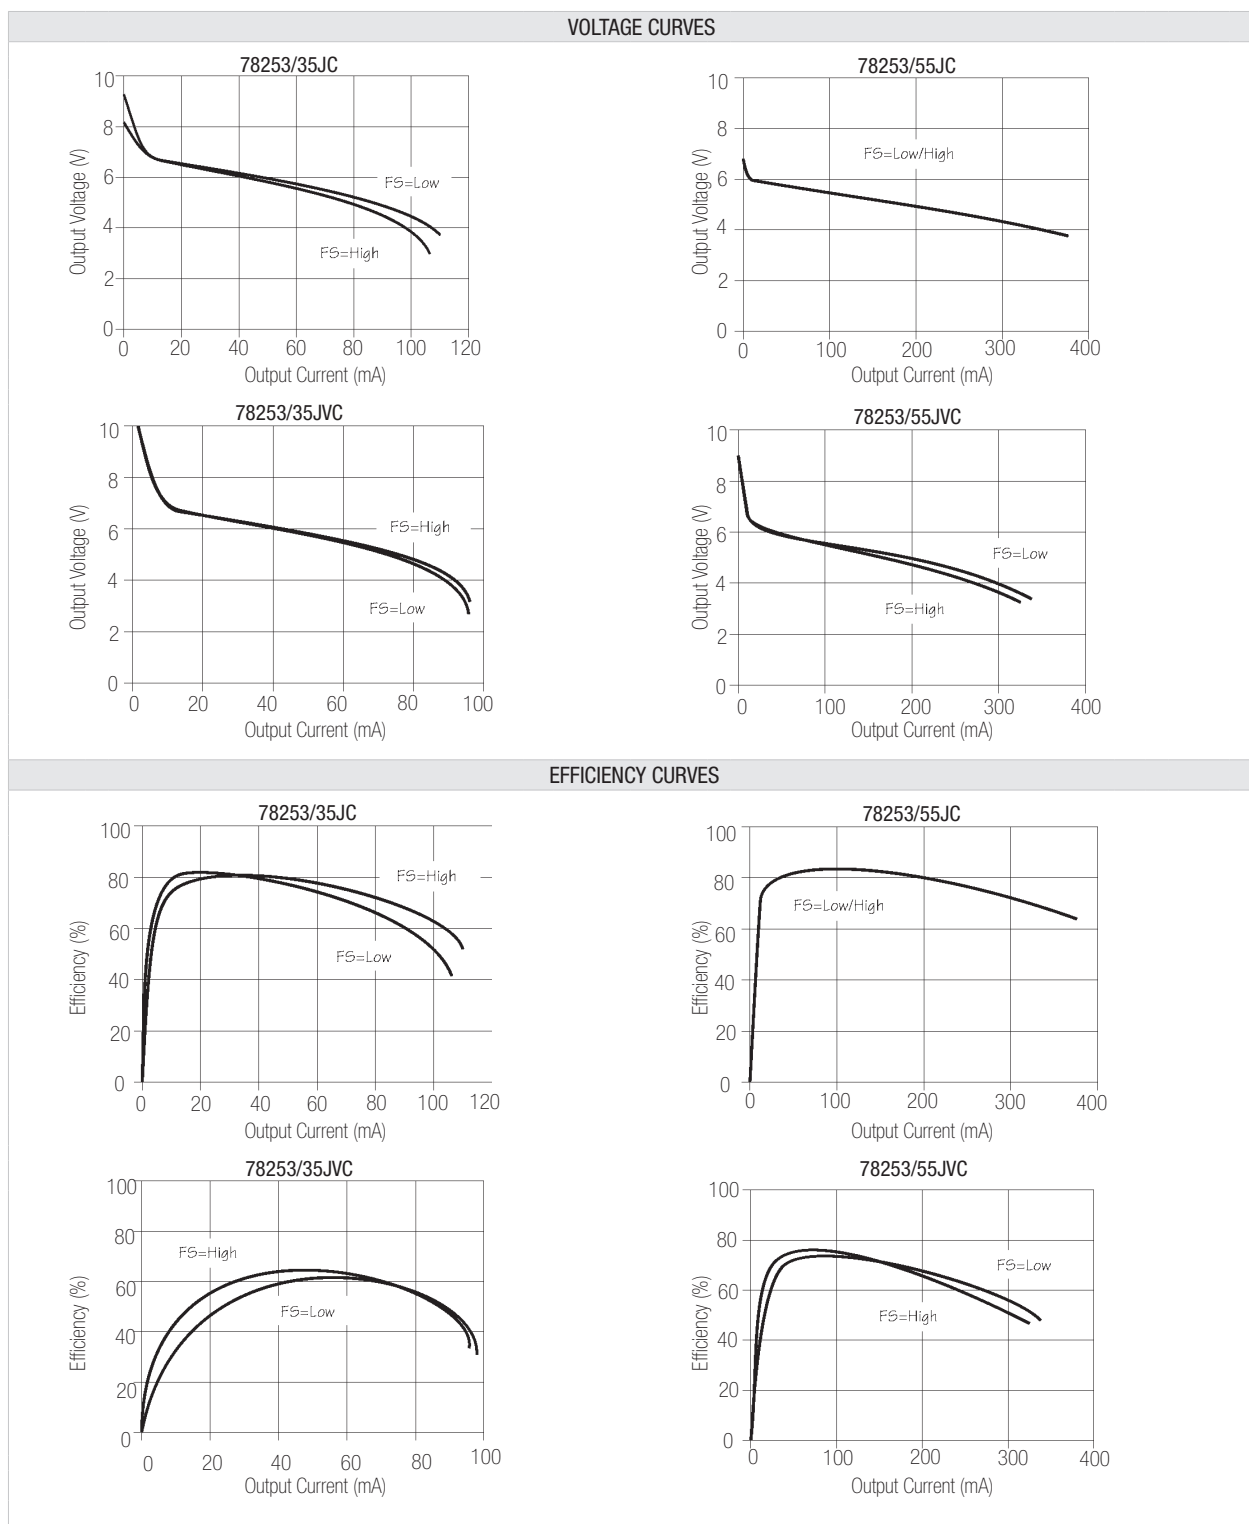 VOLTAGE CURVES
78253/35JC
10
8
6
4
2
0
Output Voltage (V)
FS=Low
FS=High
0 20 40 60 80 100 120
Output Current (mA)
78253/55JC
10
8
6
4
2
0
Output Voltage (V)
FS=Low/High
0 100 200 300 400
Output Current (mA)
78253/35JVC
10
8
6
4
2
0
Output Voltage (V)
FS=High
FS=Low
0 20 40 60 80 100
Output Current (mA)
78253/55JVC
10
8
6
4
2
0
Output Voltage (V)
FS=Low
FS=High
0 100 200 300 400
Output Current (mA)
EFFICIENCY CURVES
78253/35JC
100
80
60
40
20
0
Efficiency (%)
FS=High
FS=Low
0 20 40 60 80 100 120
Output Current (mA)
78253/55JC
100
80
60
40
20
0
Efficiency (%)
FS=Low/High
0 100 200 300 400
Output Current (mA)
78253/35JVC
100
80
60
40
20
0
Efficiency (%)
FS=High
FS=Low
0 20 40 60 80 100
Output Current (mA)
78253/55JVC
100
80
60
40
20
0
Efficiency (%)
FS=Low
FS=High
0 100 200 300 400
Output Current (mA)